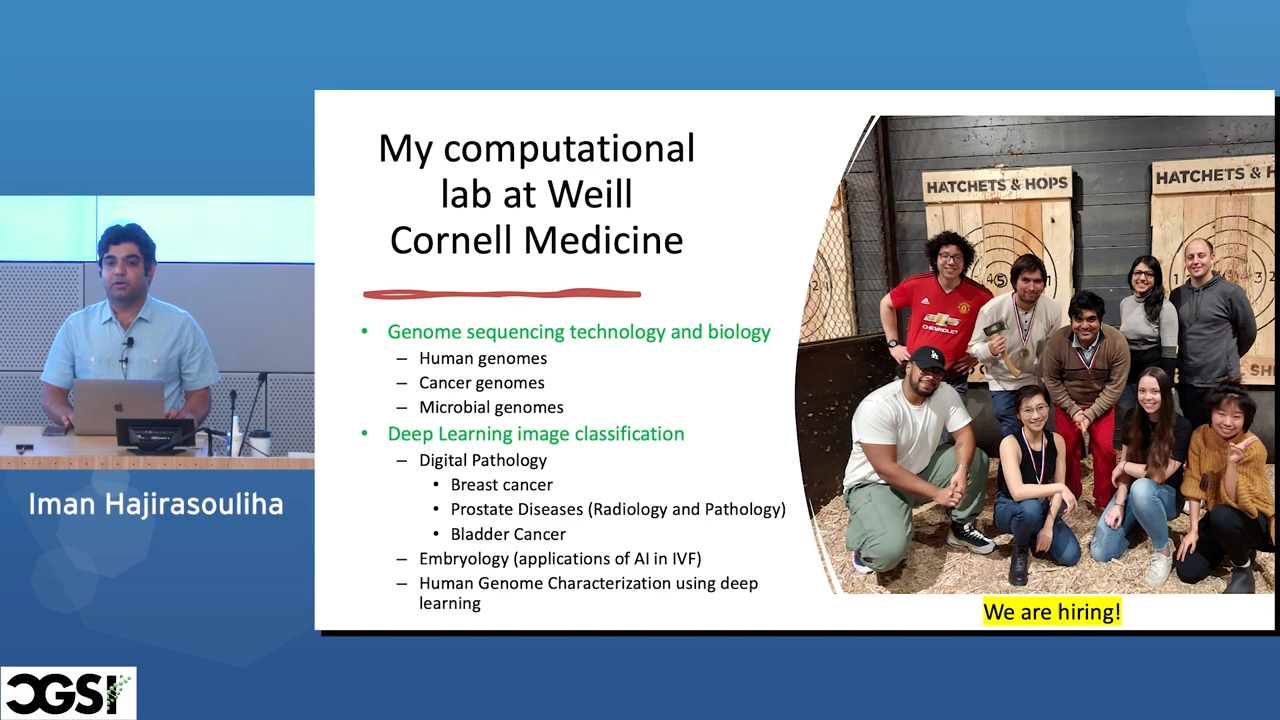 My computational
lab at Weill
Cornell Medicine
• Genome sequencing technology and biology
– Human genomes
– Cancer genomes
– Microbial genomes
• Deep Learning image classification
– Digital Pathology
• Breast cancer
• Prostate Diseases (Radiology and Pathology)
• Bladder Cancer
– Embryology (applications of AI in IVF)
– Human Genome Characterization using deep
learning
HATCHETS & HOPS
HATCHETS & H
CHEVROLET
LA
We are hiring!
Iman Hajirasouliha
CGSI